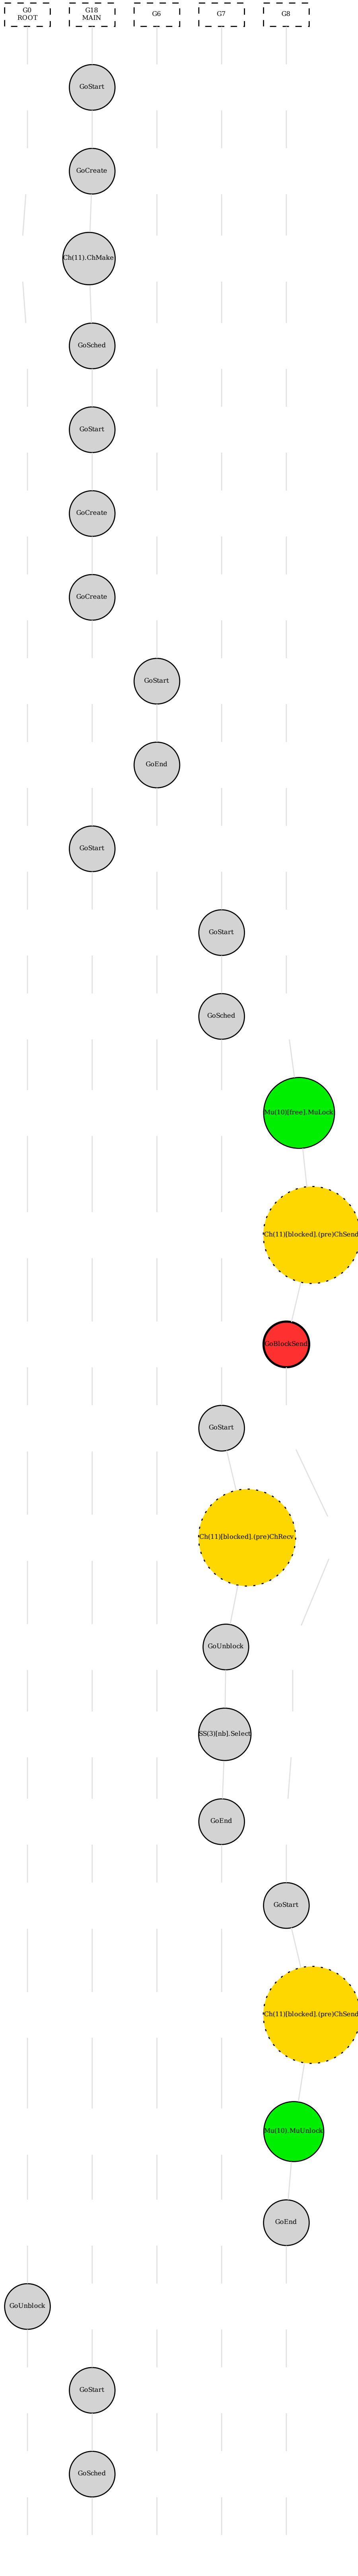 G0
ROOT
G18
MAIN
G6
G7
G8
GoStart
GoCreate
Ch(11).ChMake
GoSched
GoStart
GoCreate
GoCreate
GoStart
GoEnd
GoStart
GoStart
GoSched
Mu(10)[free].MuLock
Ch(11)[blocked].(pre)ChSend
GoBlockSend
GoStart
Ch(11)[blocked].(pre)ChRecv
GoUnblock
SS(3)[nb].Select
GoEnd
GoStart
Ch(11)[blocked].(pre)ChSend
Mu(10).MuUnlock
GoEnd
GoUnblock
GoStart
GoSched